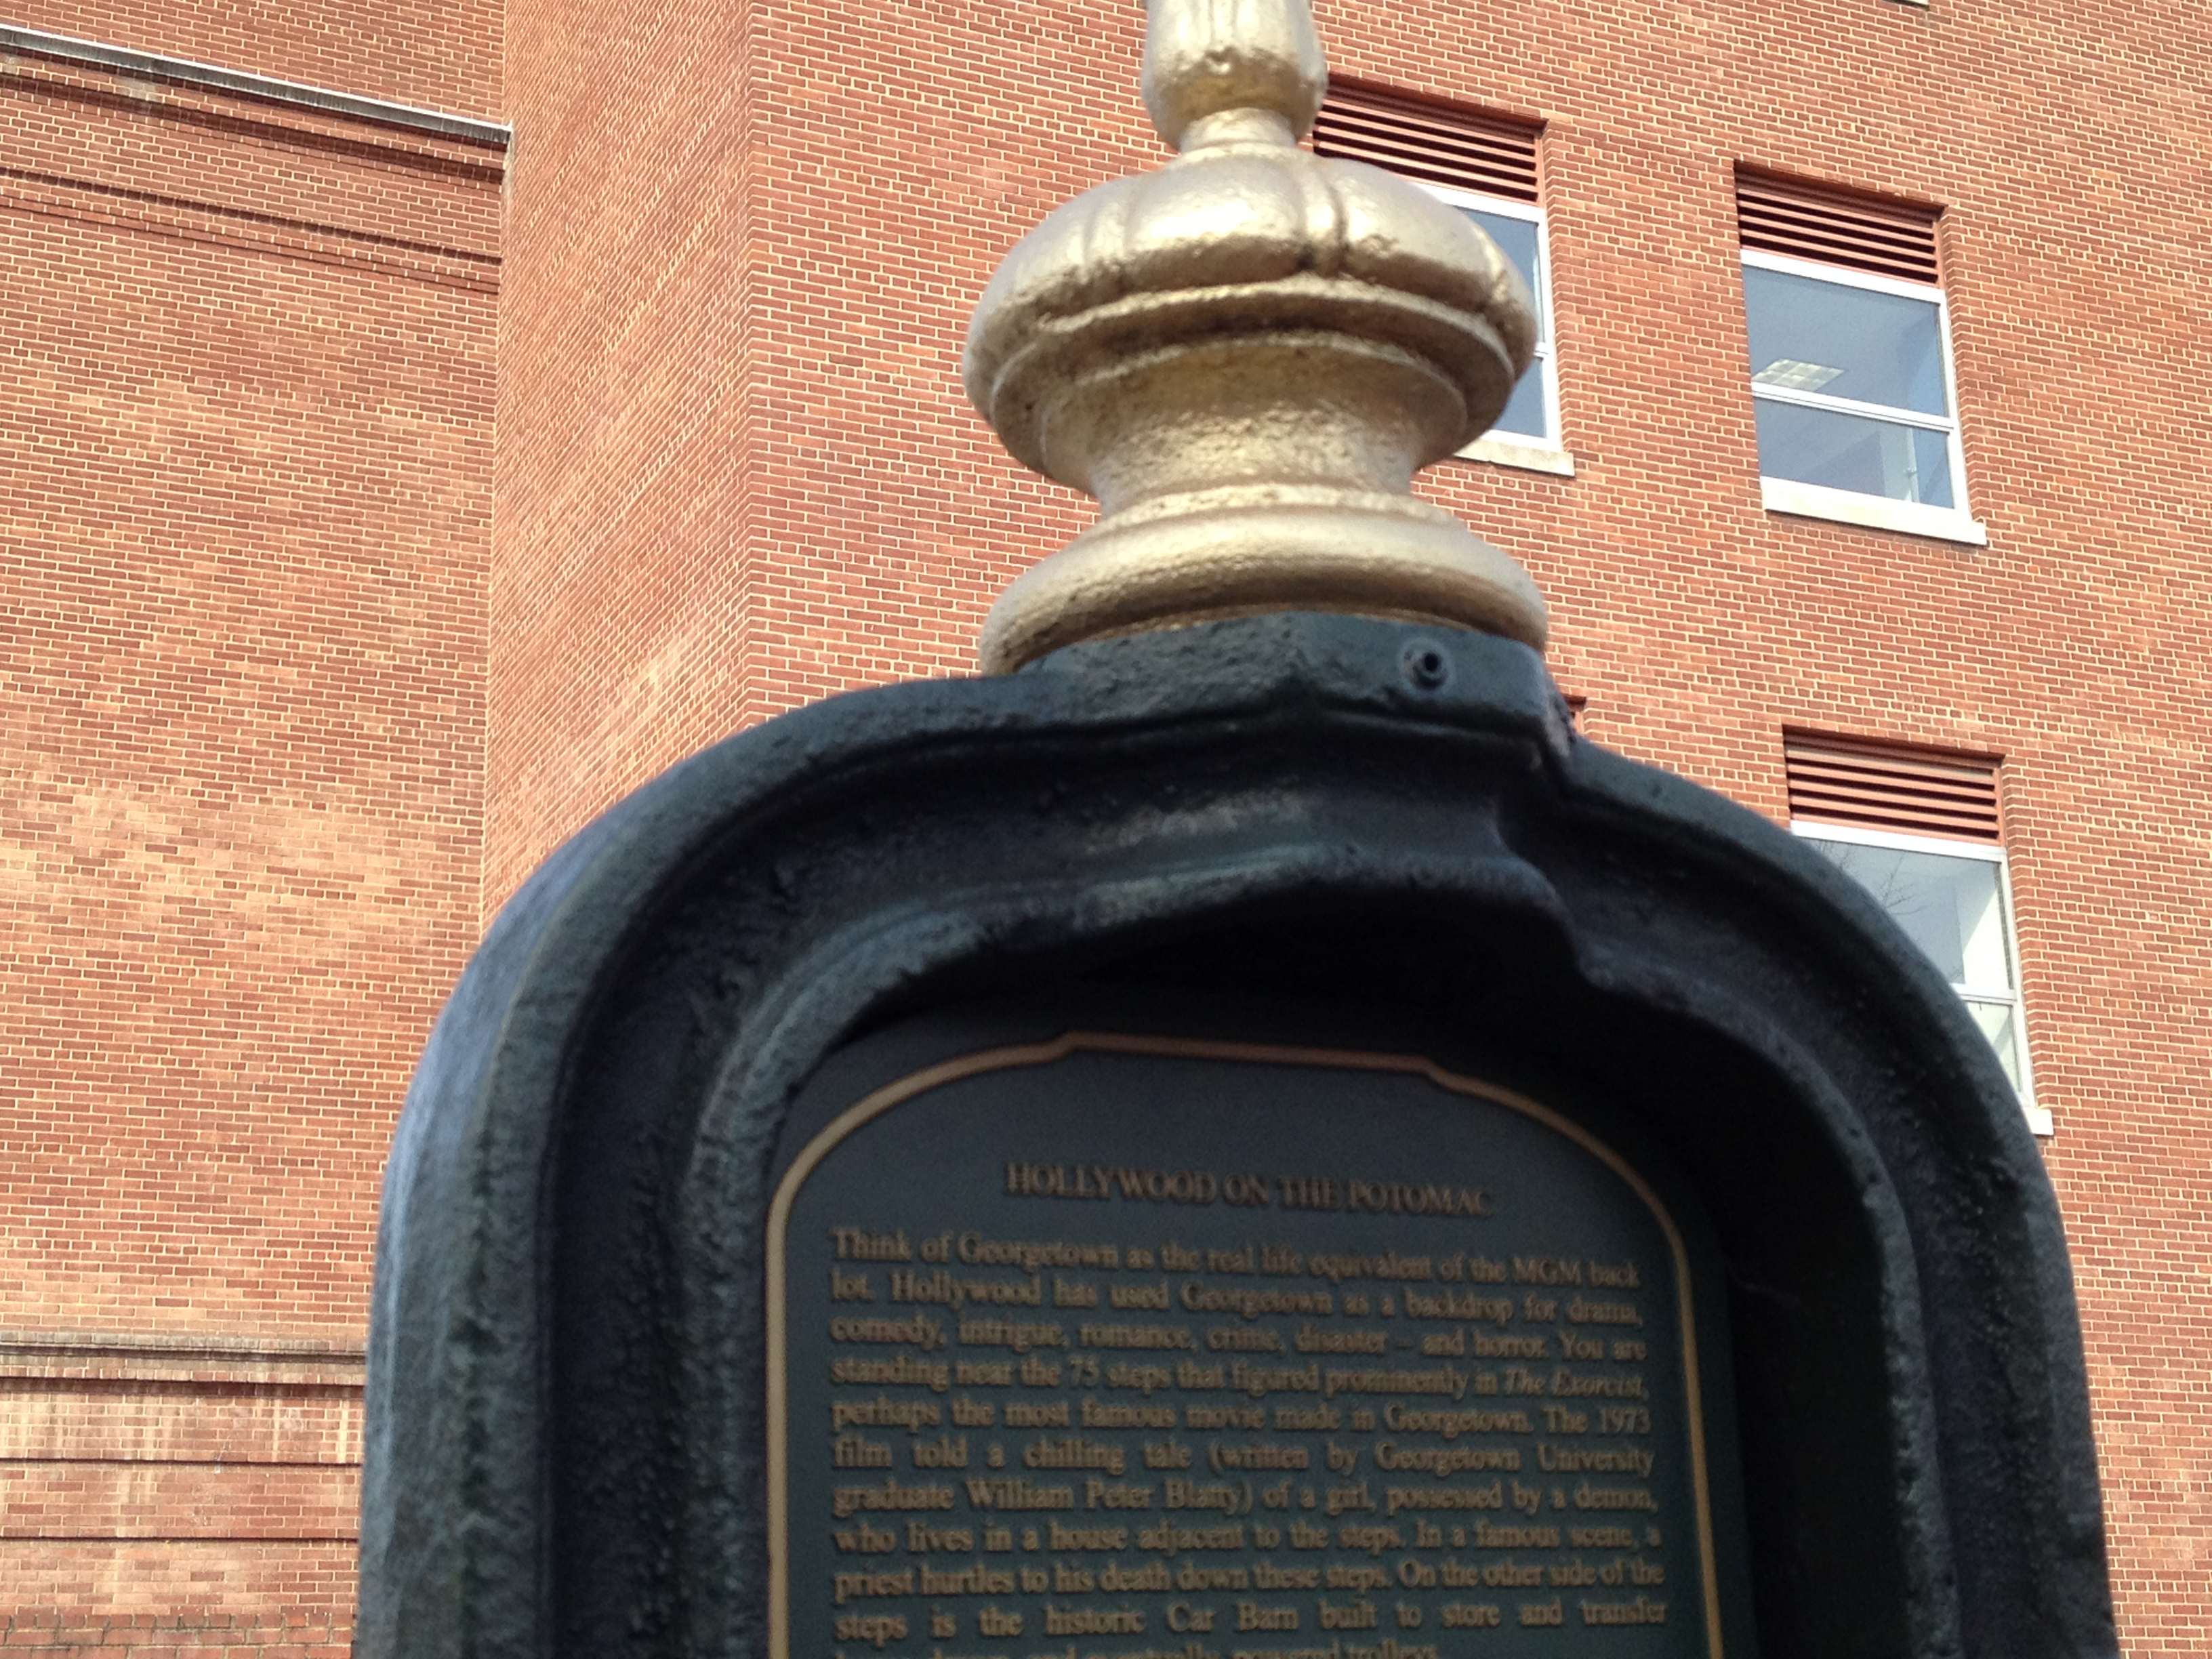 HOLLYWOOD ON THE POTOMAC
Think of Georgetown as the real life equivalent of the MGM back
lot. Hollywood has used Georgetown as a backdrop for drama,
comedy, intrigue, romance, crime, disaster – and horror. You are
standing near the 75 steps that figured prominently in The Exorcist,
perhaps the most famous movie made in Georgetown. The 1973
film told a chilling tale (written by Georgetown University
graduate William Peter Blatty) of a girl, possessed by a demon,
who lives in a house adjacent to the steps. In a famous scene, a
priest hurtles to his death down these steps. On the other side of the
steps is the historic Car Barn built to store and transfer
and eventually, powered trolleys.